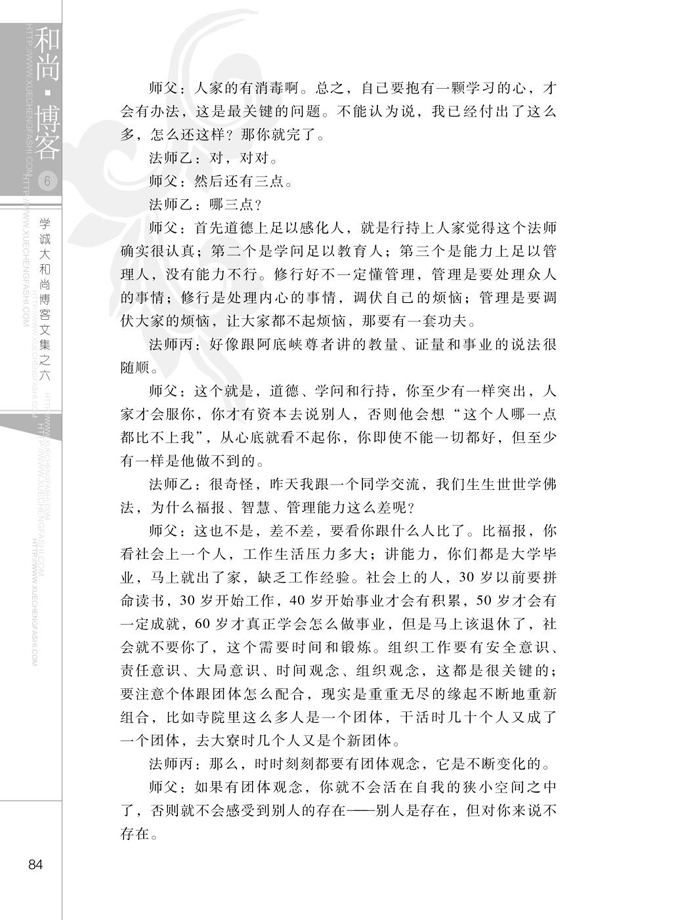 和尚·博客
6
HTTP://WWW.XUECHENGFASHI.COM
学诚大和尚博客文集之六
师父：人家的有消毒啊。总之，自己要抱有一颗学习的心，才
会有办法，这是最关键的问题。不能认为说，我已经付出了这么
多，怎么还这样？那你就完了。
法师乙：对，对对。
师父：然后还有三点。
法师乙：哪三点？
师父：首先道德上足以感化人，就是行持上人家觉得这个法师
确实很认真；第二个是学问足以教育人；第三个是能力上足以管
理人，没有能力不行。修行好不一定懂管理，管理是要处理众人
的事情；修行是处理内心的事情，调伏自己的烦恼；管理是要调
伏大家的烦恼，让大家都不起烦恼，那要有一套功夫。
法师丙：好像跟阿底峡尊者讲的教量、证量和事业的说法很
随顺。
师父：这个就是，道德、学问和行持，你至少有一样突出，人
家才会服你，你才有资本去说别人，否则他会想“这个人哪一点
都比不上我”，从心底就看不起你，你即使不能一切都好，但至少
有一样是他做不到的。
法师乙：很奇怪，昨天我跟一个同学交流，我们生生世世学佛
法，为什么福报、智慧、管理能力这么差呢？
师父：这也不是，差不差，要看你跟什么人比了。比福报，你
看社会上一个人，工作生活压力多大；讲能力，你们都是大学毕
业，马上就出了家，缺乏工作经验。社会上的人，30 岁以前要拼
命读书，30 岁开始工作，40 岁开始事业才会有积累，50 才会有
一定成就，60 岁才真正学会怎么做事业，但是马上该退休了，社
会就不要你了，这个需要时间和锻炼。组织工作要有安全意识、
责任意识、大局意识、时间观念、组织观念，这都是很关键的；
要注意个体跟团体怎么配合，现实是重重无尽的缘起不断地重新
组合，比如寺院里这么多人是一个团体，干活时几十个人又成了
一个团体，去大寮时几个人又是个新团体。
法师丙：那么，时时刻刻都要有团体观念，它是不断变化的。
师父：如果有团体观念，你就不会活在自我的狭小空间之中
了，否则就不会感受到别人的存在——别人是存在，但对你来说不
存在。
84